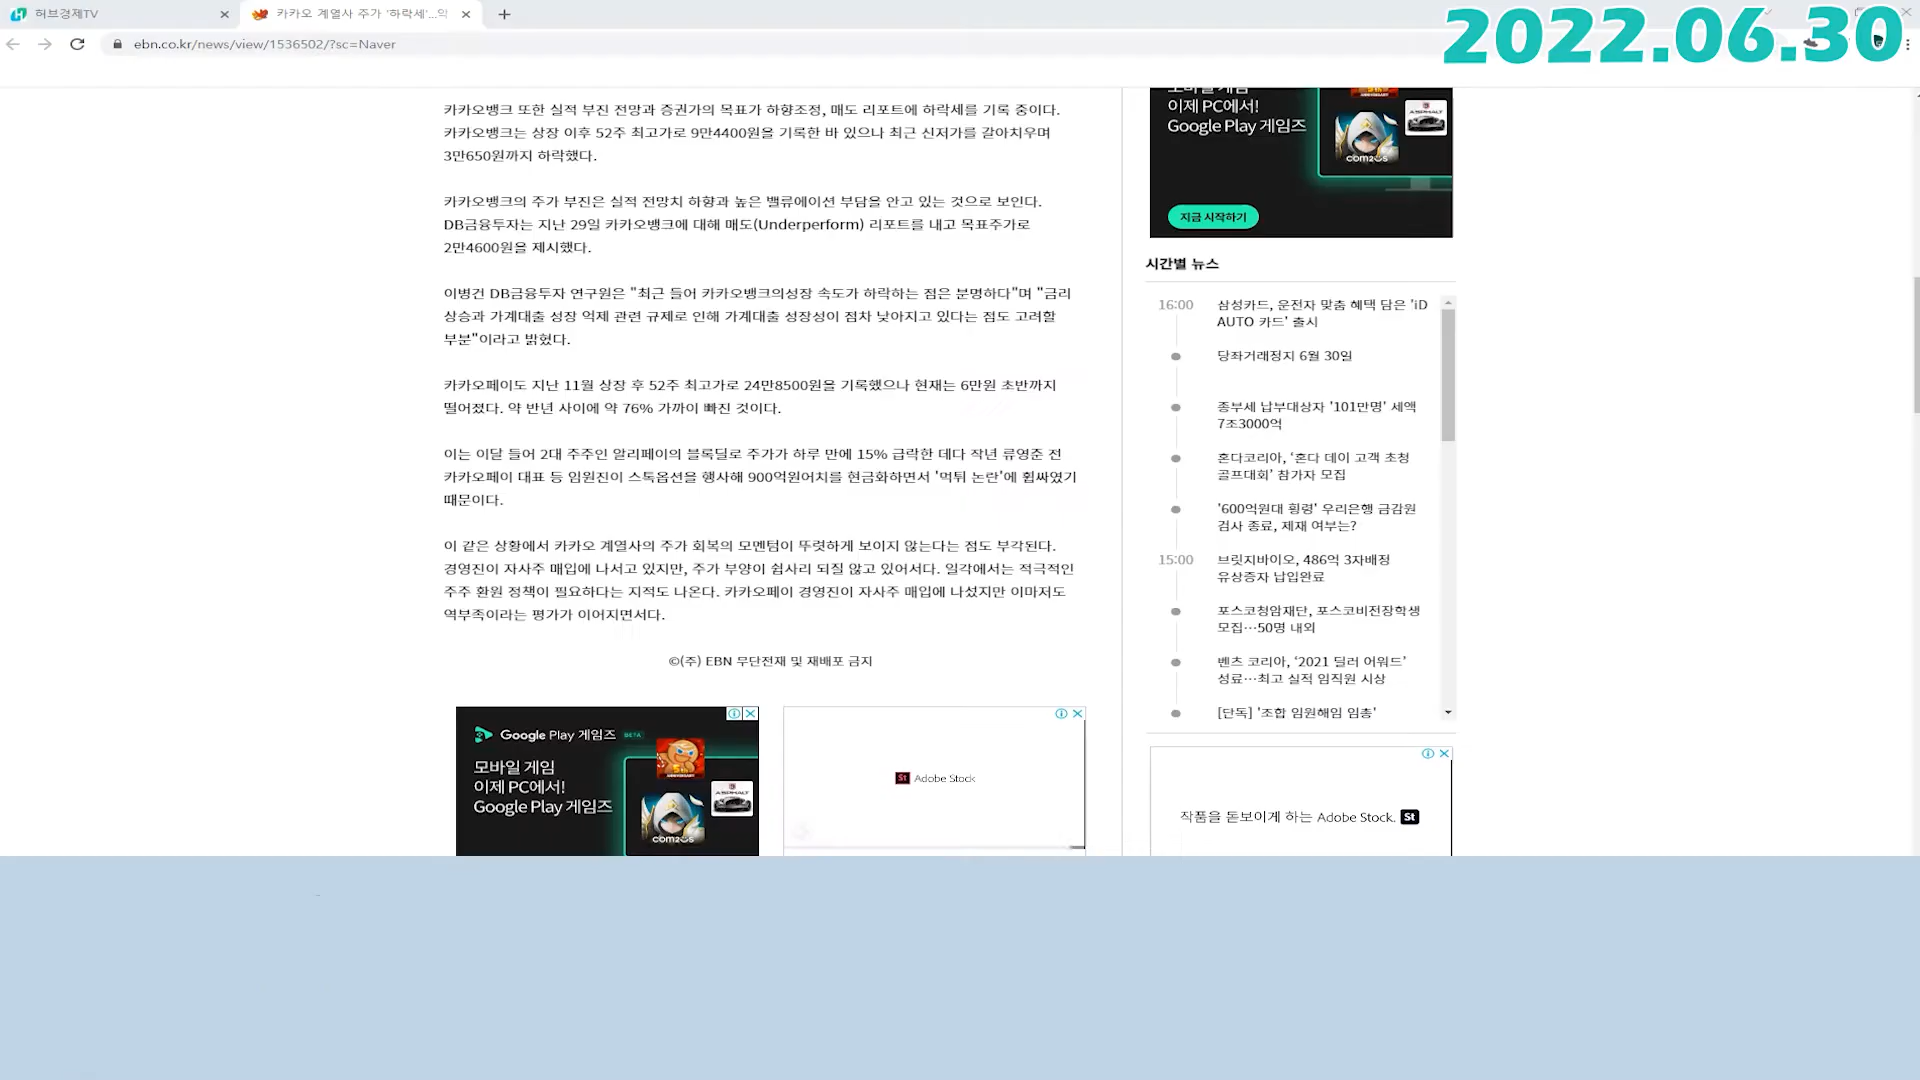 허브경제TV
카카오 계열사 주가 '하락세'...악
2022.06.30
ebn.co.kr/news/view/1536502/?sc=Naver
카카오뱅크 또한 실적 부진 전망과 증권가의 목표가 하향조정, 매도 리포트에 하락세를 기록 중이다.
카카오뱅크는 상장 이후 52주 최고가로 9만4400원을 기록한 바 있으나 최근 신저가를 갈아치우며
3만650원까지 하락했다.
카카오뱅크의 주가 부진은 실적 전망치 하향과 높은 밸류에이션 부담을 안고 있는 것으로 보인다.
DB금융투자는 지난 29일 카카오뱅크에 대해 매도(Underperform) 리포트를 내고 목표주가로
2만4600원을 제시했다.
이병건 DB금융투자 연구원은 "최근 들어 카카오뱅크의성장 속도가 하락하는 점은 분명하다"며 "금리
상승과 가계대출 성장 억제 관련 규제로 인해 가계대출 성장성이 점차 낮아지고 있다는 점도 고려할
부분"이라고 밝혔다.
카카오페이도 지난 11월 상장 후 52주 최고가로 24만8500원을 기록했으나 현재는 6만원 초반까지
떨어졌다. 약 반년 사이에 약 76% 가까이 빠진 것이다.
이는 이달 들어 2대 주주인 알리페이의 블록딜로 주가가 하루 만에 15% 급락한 데다 작년 류영준 전
카카오페이 대표 등 임원진이 스톡옵션을 행사해 900억원어치를 현금화하면서 '먹튀 논란'에 휩싸였기
때문이다.
이 같은 상황에서 카카오 계열사의 주가 회복의 모멘텀이 뚜렷하게 보이지 않는다는 점도 부각된다.
경영진이 자사주 매입에 나서고 있지만, 주가 부양이 쉽사리 되질 않고 있어서다. 일각에서는 적극적인
주주 환원 정책이 필요하다는 지적도 나온다. 카카오페이 경영진이 자사주 매입에 나섰지만 이마저도
역부족이라는 평가가 이어지면서다.
©(주) EBN 무단전재 및 재배포 금지
Google Play 게임즈 BETA
모바일 게임
이제 PC에서!
Google Play 게임즈
ASPHALT
com2us
St Adobe Stock
모바일 게임
이제 PC에서!
Google Play 게임즈
ASPHALT
com2us
지금 시작하기
시간별 뉴스
16:00 삼성카드, 운전자 맞춤 혜택 담은 'iD
AUTO 카드' 출시
당좌거래정지 6월 30일
종부세 납부대상자 '101만명' 세액
7조3000억
혼다코리아, ‘혼다 데이 고객 초청
골프대회’ 참가자 모집
'600억원대 횡령' 우리은행 금감원
검사 종료, 제재 여부는?
15:00 브릿지바이오, 486억 3자배정
유상증자 납입완료
포스코청암재단, 포스코비전장학생
모집…50명 내외
벤츠 코리아, ‘2021 딜러 어워드’
성료…최고 실적 임직원 시상
[단독] '조합 임원해임 임총'
작품을 돋보이게 하는 Adobe Stock. St